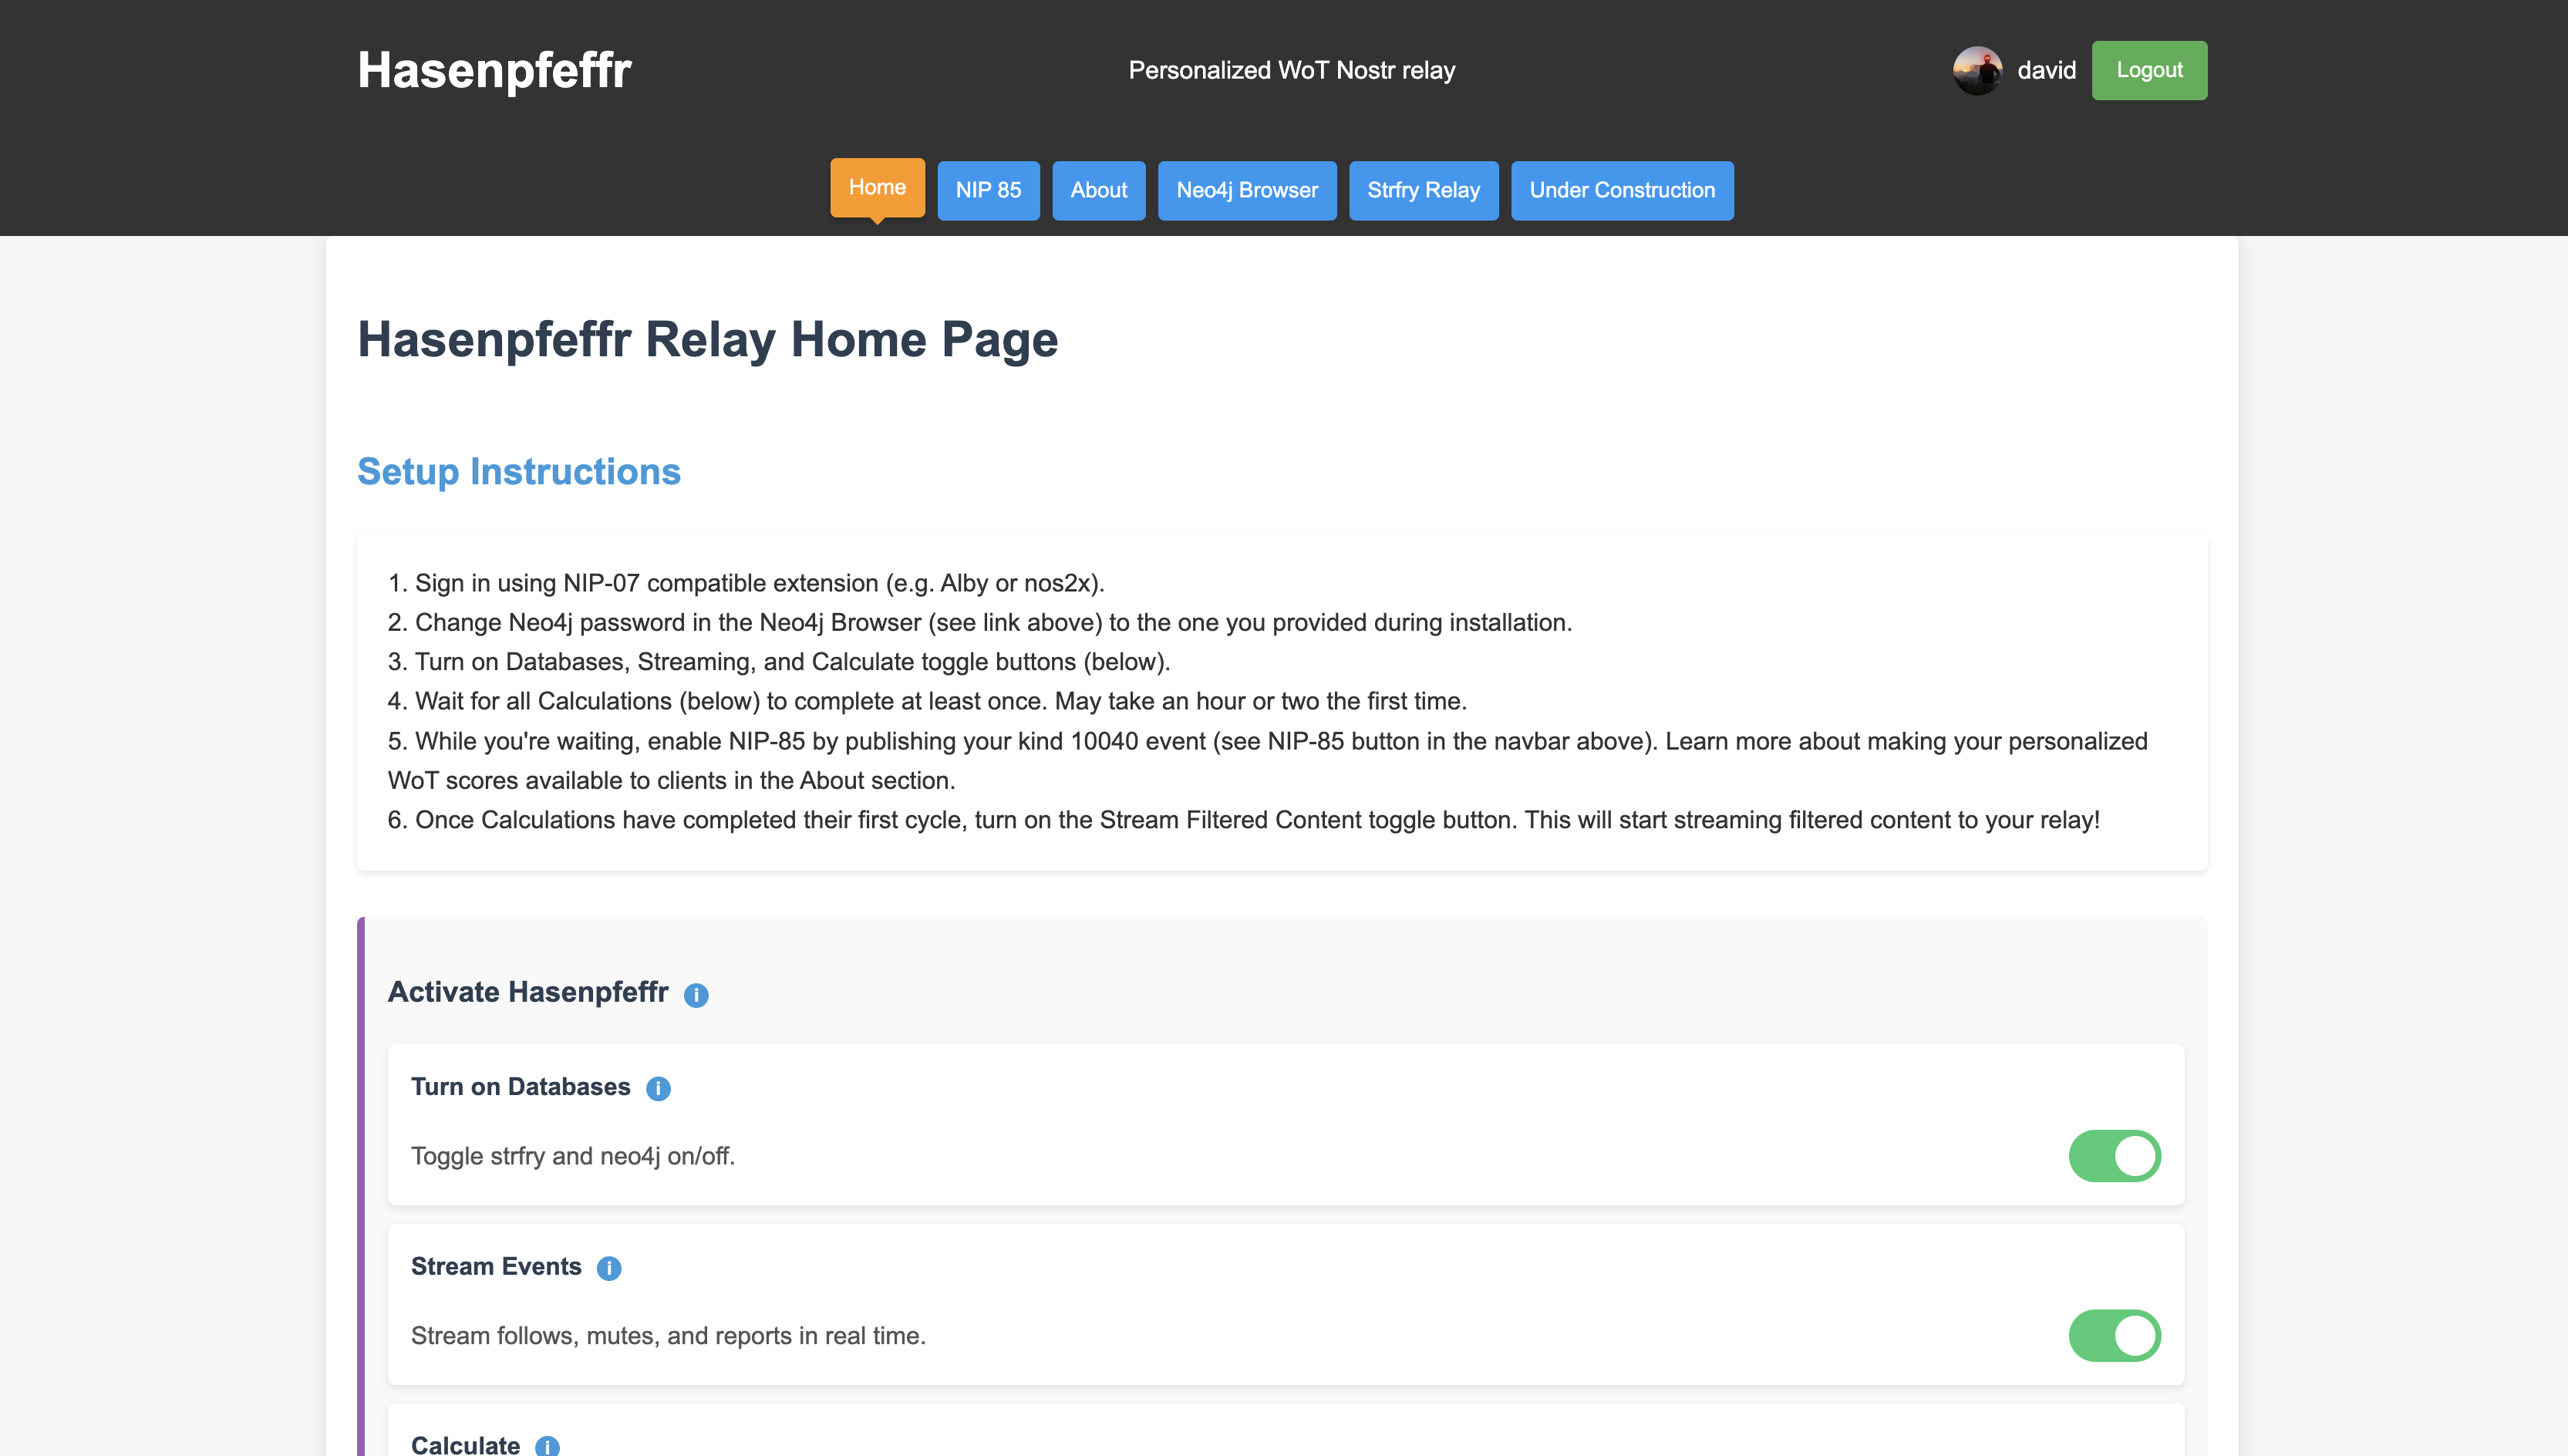 Hasenpfeffr
Personalized WoT Nostr relay
david
Logout
Home
NIP 85
About
Neo4j Browser
Strfry Relay
Under Construction
Hasenpfeffr Relay Home Page
Setup Instructions
1. Sign in using NIP-07 compatible extension (e.g. Alby or nos2x).
2. Change Neo4j password in the Neo4j Browser (see link above) to the one you provided during installation.
3. Turn on Databases, Streaming, and Calculate toggle buttons (below).
4. Wait for all Calculations (below) to complete at least once. May take an hour or two the first time.
5. While you're waiting, enable NIP-85 by publishing your kind 10040 event (see NIP-85 button in the navbar above). Learn more about making your personalized
WoT scores available to clients in the About section.
6. Once Calculations have completed their first cycle, turn on the Stream Filtered Content toggle button. This will start streaming filtered content to your relay!
Activate Hasenpfeffr i
Turn on Databases i
Toggle strfry and neo4j on/off.
Stream Events i
Stream follows, mutes, and reports in real time.
Calculate i